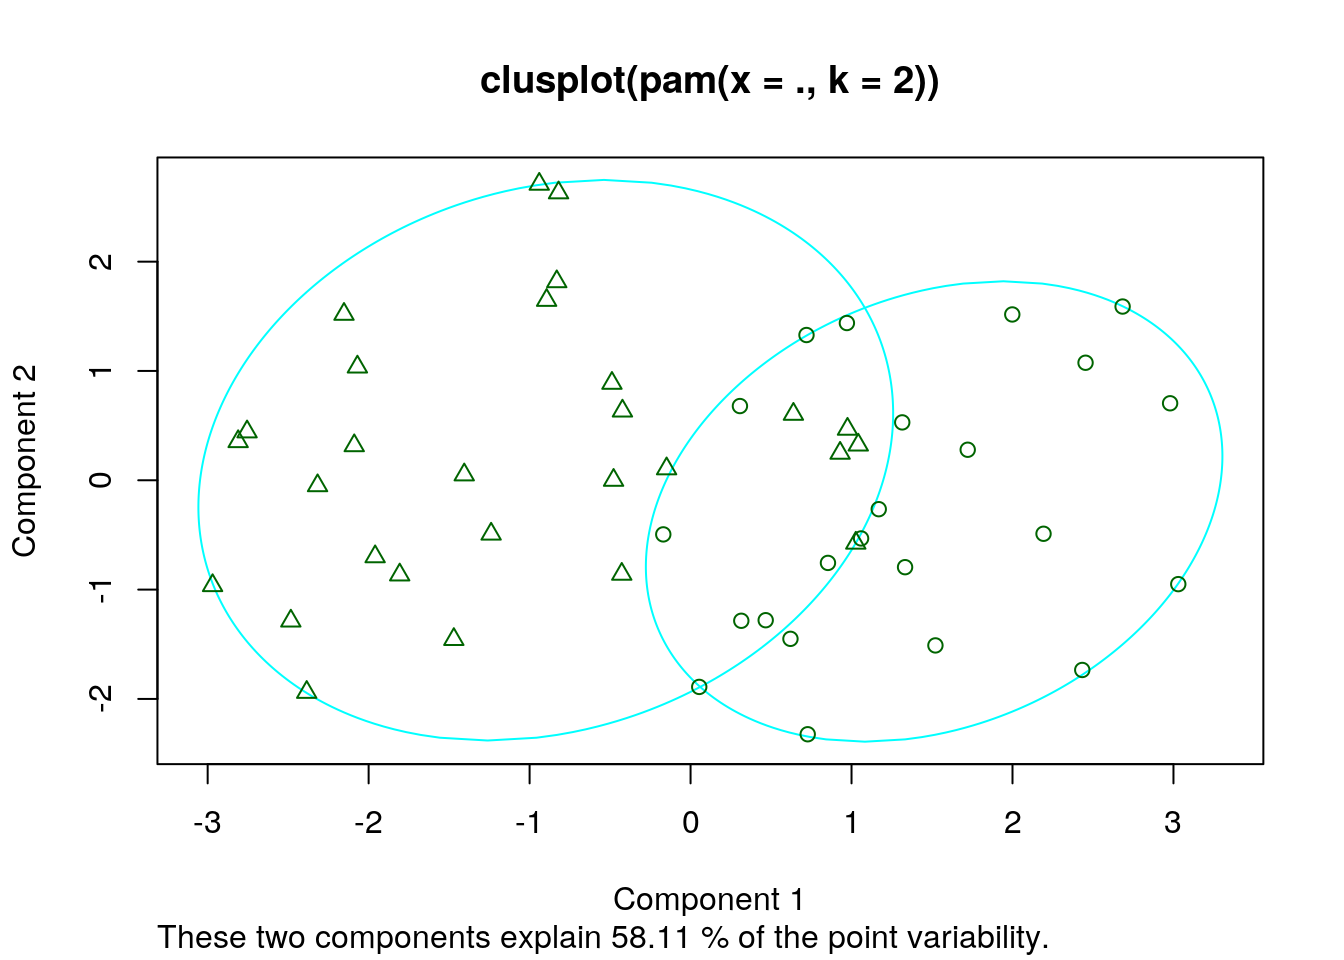 clusplot(pam(x = ., k = 2))
Component 2
2
1
0
-1
-2
-3 -2 -1 0 1 2 3
Component 1
These two components explain 58.11 % of the point variability.